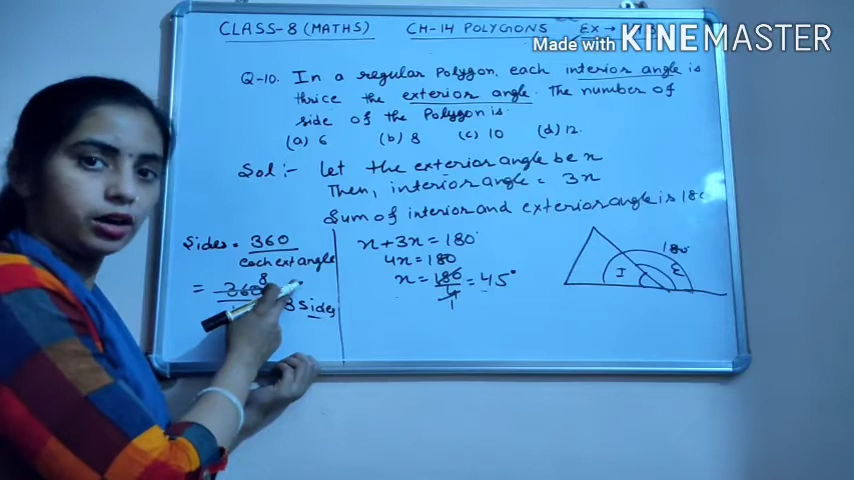 CLASS-8 (MATHS) CH-14 POLYGONS EX →
Made with KINEMASTER
Q-10. In a regular Polygon, each interior angle is
thrice the exterior angle. The number of
side of the Polygon is.
(a) 6 (b) 8 (c) 10 (d) 12.
Sol:- Let the exterior angle be x
Then, interior angle = 3x
Sum of interior and exterior angle is 180
Sides = 360
each ext angle
= 360 8
8 Sides
x + 3x = 180°
4x = 180
x = 180 = 45°
4
1
180
I E